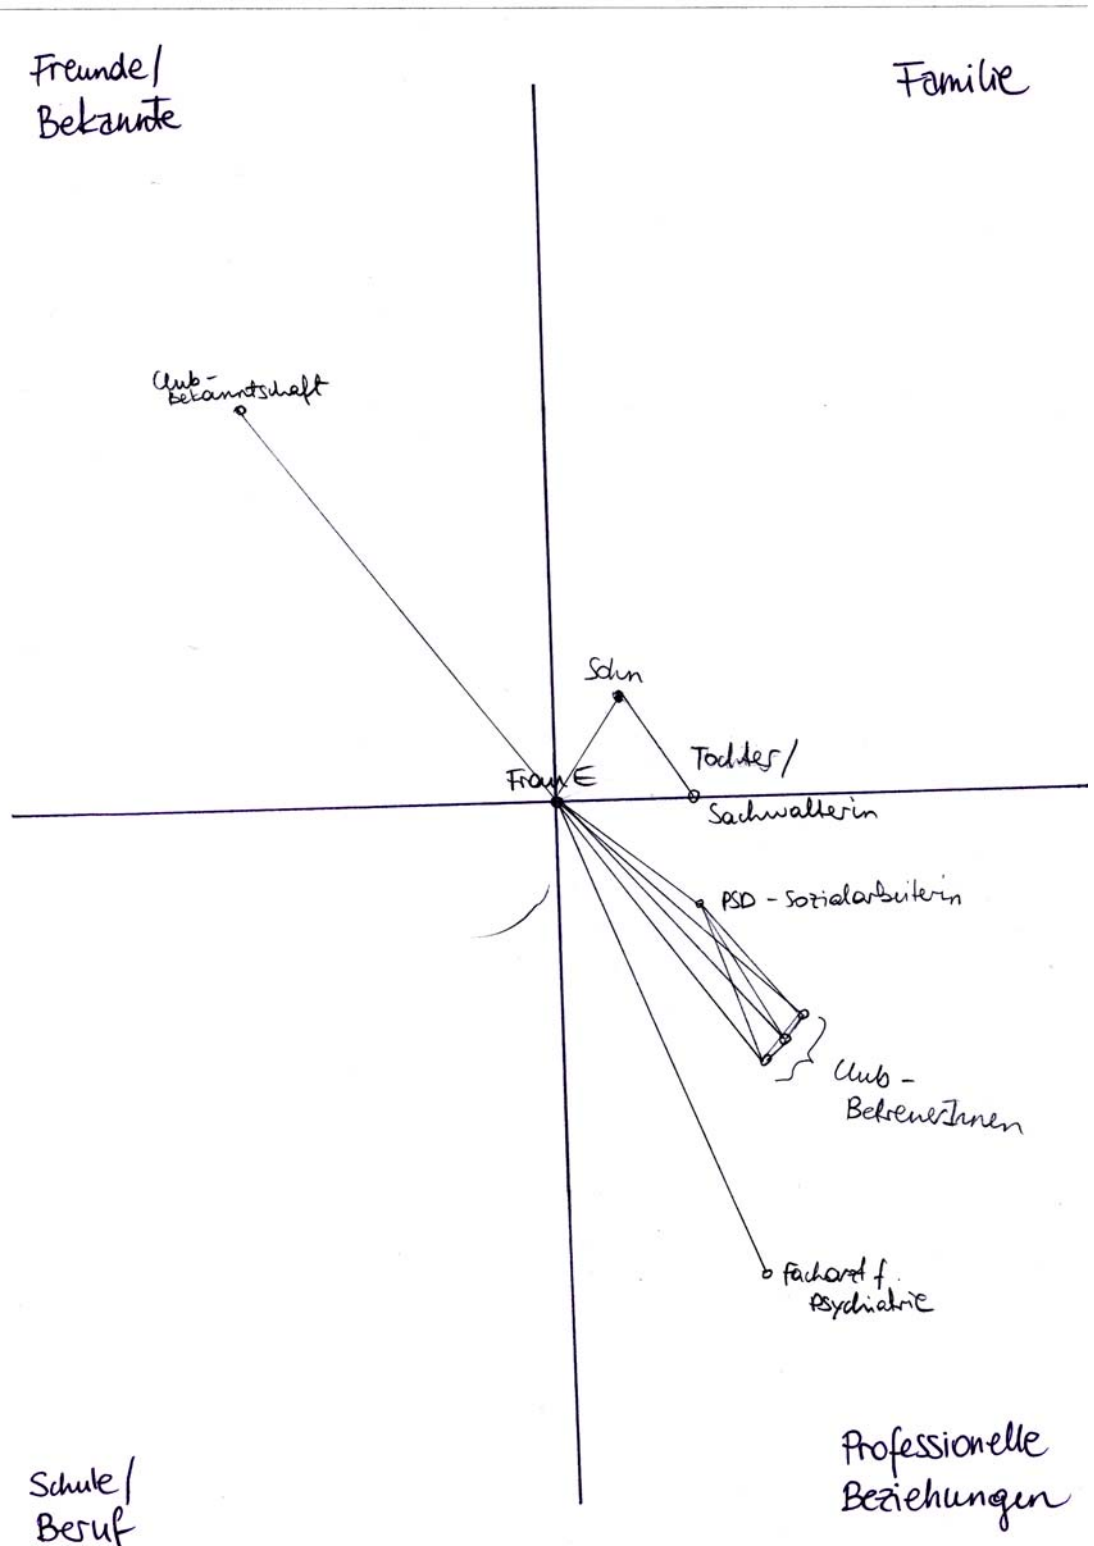 Freunde/
Bekannte
Familie
Club-
Bekanntschaft
Sohn
Tochter/
Frau E
Sachwalterin
PSD - Sozialarbeiterin
Club -
BetreuerInnen
Facharzt f.
Psychiatrie
Professionelle
Beziehungen
Schule/
Beruf